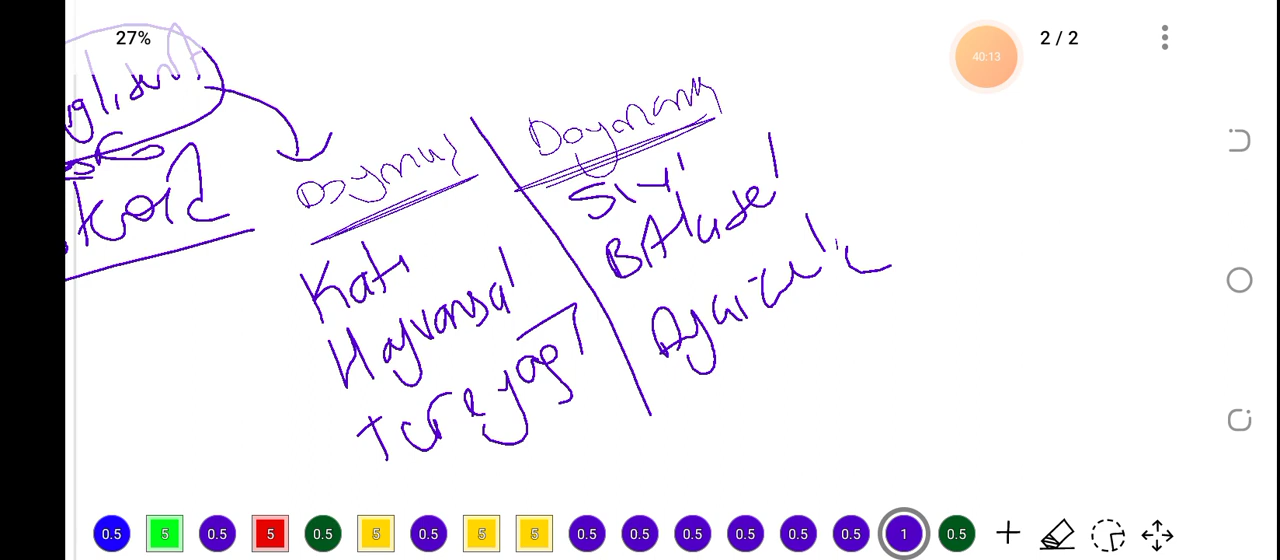 27%
40:13
2 / 2
Doymuş
Katı
Hayvansal
tereyağı
Doymamış
Sıvı
Bitkisel
Ayçiçek
0.5 5 0.5 5 0.5 5 0.5 5 5 0.5 0.5 0.5 0.5 0.5 0.5 1 0.5